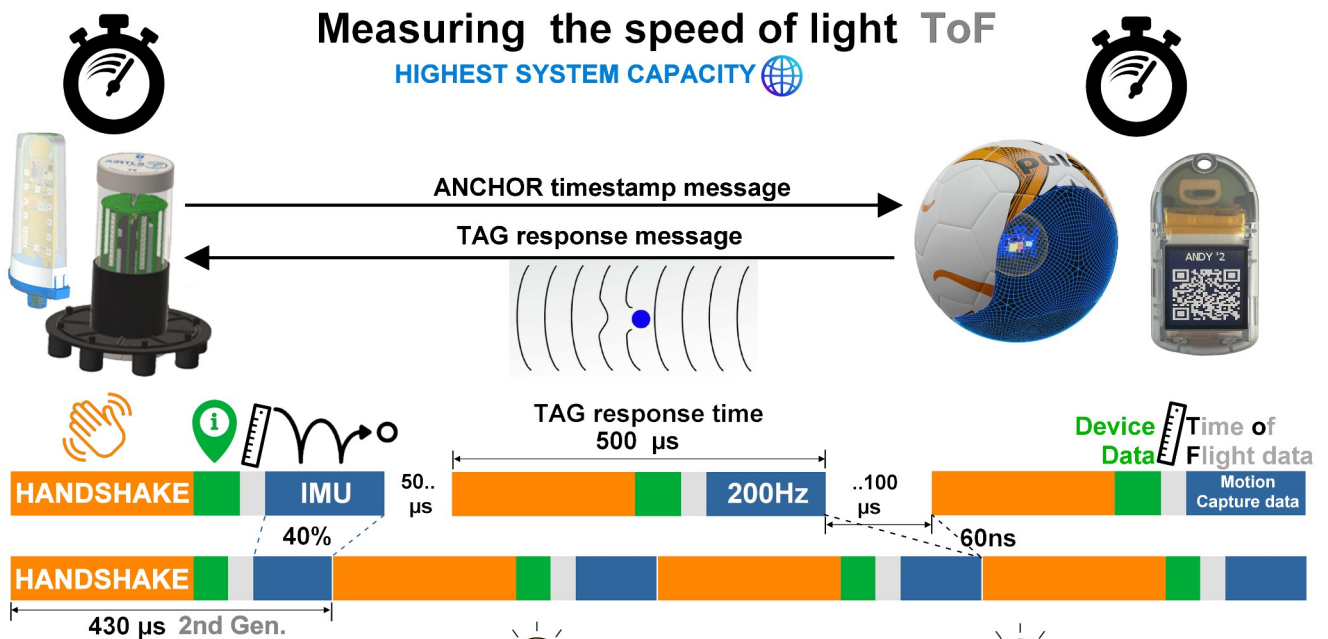 Measuring the speed of light ToF
HIGHEST SYSTEM CAPACITY
AIRTLS
ANCHOR timestamp message
TAG response message
ANDY '2
TAG response time
500 µs
Device
Data
Time of
Flight data
HANDSHAKE
IMU
50..
µs
200Hz
..100
µs
Motion
Capture data
40%
60ns
HANDSHAKE
430 µs 2nd Gen.